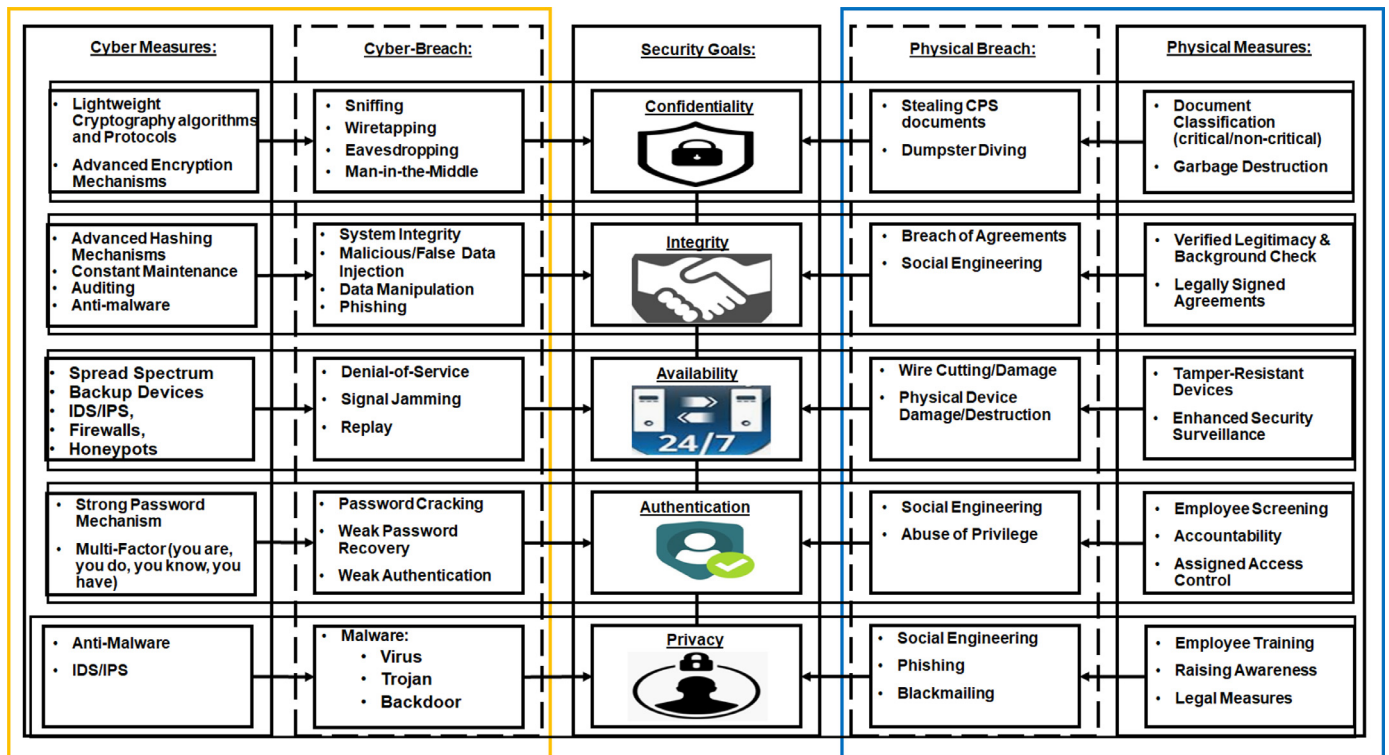 Cyber Measures:
Cyber-Breach:
Security Goals:
Physical Breach:
Physical Measures:
• Lightweight
Cryptography algorithms
and Protocols
• Advanced Encryption
Mechanisms
• Sniffing
• Wiretapping
• Eavesdropping
• Man-in-the-Middle
Confidentiality
• Stealing CPS
documents
• Dumpster Diving
• Document
Classification
(critical/non-critical)
• Garbage Destruction
• Advanced Hashing
Mechanisms
• Constant Maintenance
• Auditing
• Anti-malware
• System Integrity
• Malicious/False Data
Injection
• Data Manipulation
• Phishing
Integrity
• Breach of Agreements
• Social Engineering
• Verified Legitimacy &
Background Check
• Legally Signed
Agreements
• Spread Spectrum
• Backup Devices
• IDS/IPS,
• Firewalls,
• Honeypots
• Denial-of-Service
• Signal Jamming
• Replay
Availability
24/7
• Wire Cutting/Damage
• Physical Device
Damage/Destruction
• Tamper-Resistant
Devices
• Enhanced Security
Surveillance
• Strong Password
Mechanism
• Multi-Factor (you are,
you do, you know, you
have)
• Password Cracking
• Weak Password
Recovery
• Weak Authentication
Authentication
• Social Engineering
• Abuse of Privilege
• Employee Screening
• Accountability
• Assigned Access
Control
• Anti-Malware
• IDS/IPS
• Malware:
• Virus
• Trojan
• Backdoor
Privacy
• Social Engineering
• Phishing
• Blackmailing
• Employee Training
• Raising Awareness
• Legal Measures